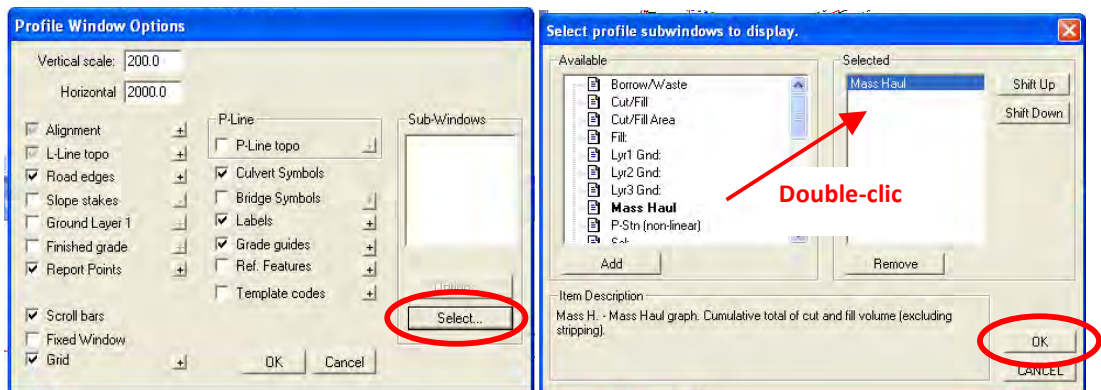 Profile Window Options
Vertical scale: 200.0
Horizontal 2000.0
Alignment
L-Line topo
Road edges
Slope stakes
Ground Layer 1
Finished grade
Report Points
Scroll bars
Fixed Window
Grid
P-Line
P-Line topo
Culvert Symbols
Bridge Symbols
Labels
Grade guides
Ref. Features
Template codes
Sub-Windows
Select...
OK
Cancel
Select profile subwindows to display.
Available
Borrow/Waste
Cut/Fill
Cut/Fill Area
Fill:
Lyr1 Gnd:
Lyr2 Gnd:
Lyr3 Gnd:
Mass Haul
P-Stn (non-linear)
Add
Selected
Mass Haul
Shift Up
Shift Down
Double-clic
Remove
Item Description
Mass H. - Mass Haul graph. Cumulative total of cut and fill volume (excluding
stripping).
OK
CANCEL